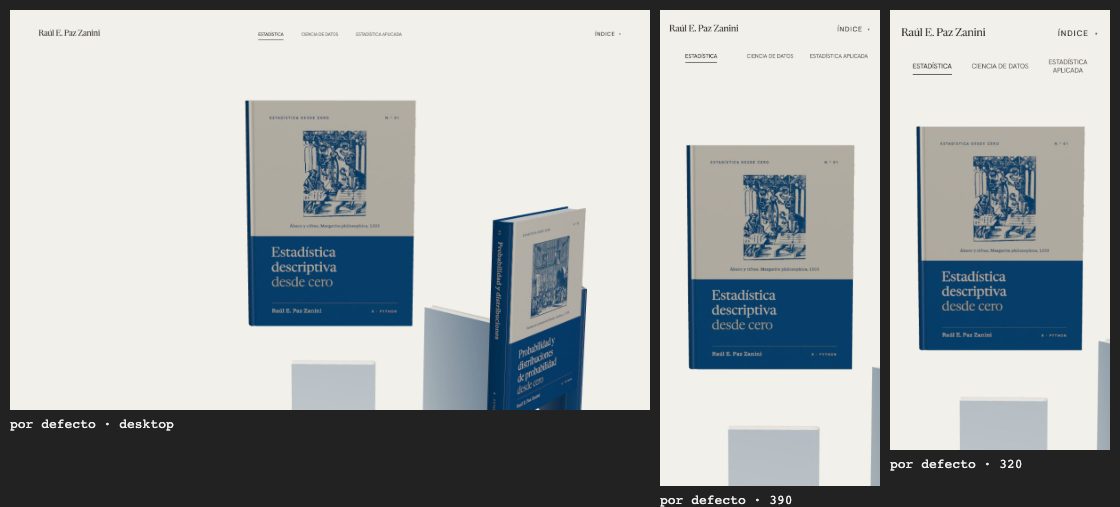 Raúl E. Paz Zanini
ESTADÍSTICA
CIENCIA DE DATOS
ESTADÍSTICA APLICADA
ÍNDICE
ESTADÍSTICA DESDE CERO
N.º 01
Ábaco y cifras. Margarita philosophica, 1503
Estadística
descriptiva
desde cero
Raúl E. Paz Zanini
R · PYTHON
Probabilidad y distribuciones
Probabilidad y
distribuciones
de probabilidad
desde cero
por defecto · desktop
Raúl E. Paz Zanini
ÍNDICE
ESTADÍSTICA
CIENCIA DE DATOS
ESTADÍSTICA APLICADA
ESTADÍSTICA DESDE CERO
N.º 01
Ábaco y cifras. Margarita philosophica, 1503
Estadística
descriptiva
desde cero
Raúl E. Paz Zanini
R · PYTHON
por defecto · 390
Raúl E. Paz Zanini
ÍNDICE
ESTADÍSTICA
CIENCIA DE DATOS
ESTADÍSTICA
APLICADA
ESTADÍSTICA DESDE CERO
N.º 01
Ábaco y cifras. Margarita philosophica, 1503
Estadística
descriptiva
desde cero
Raúl E. Paz Zanini
R · PYTHON
por defecto · 320